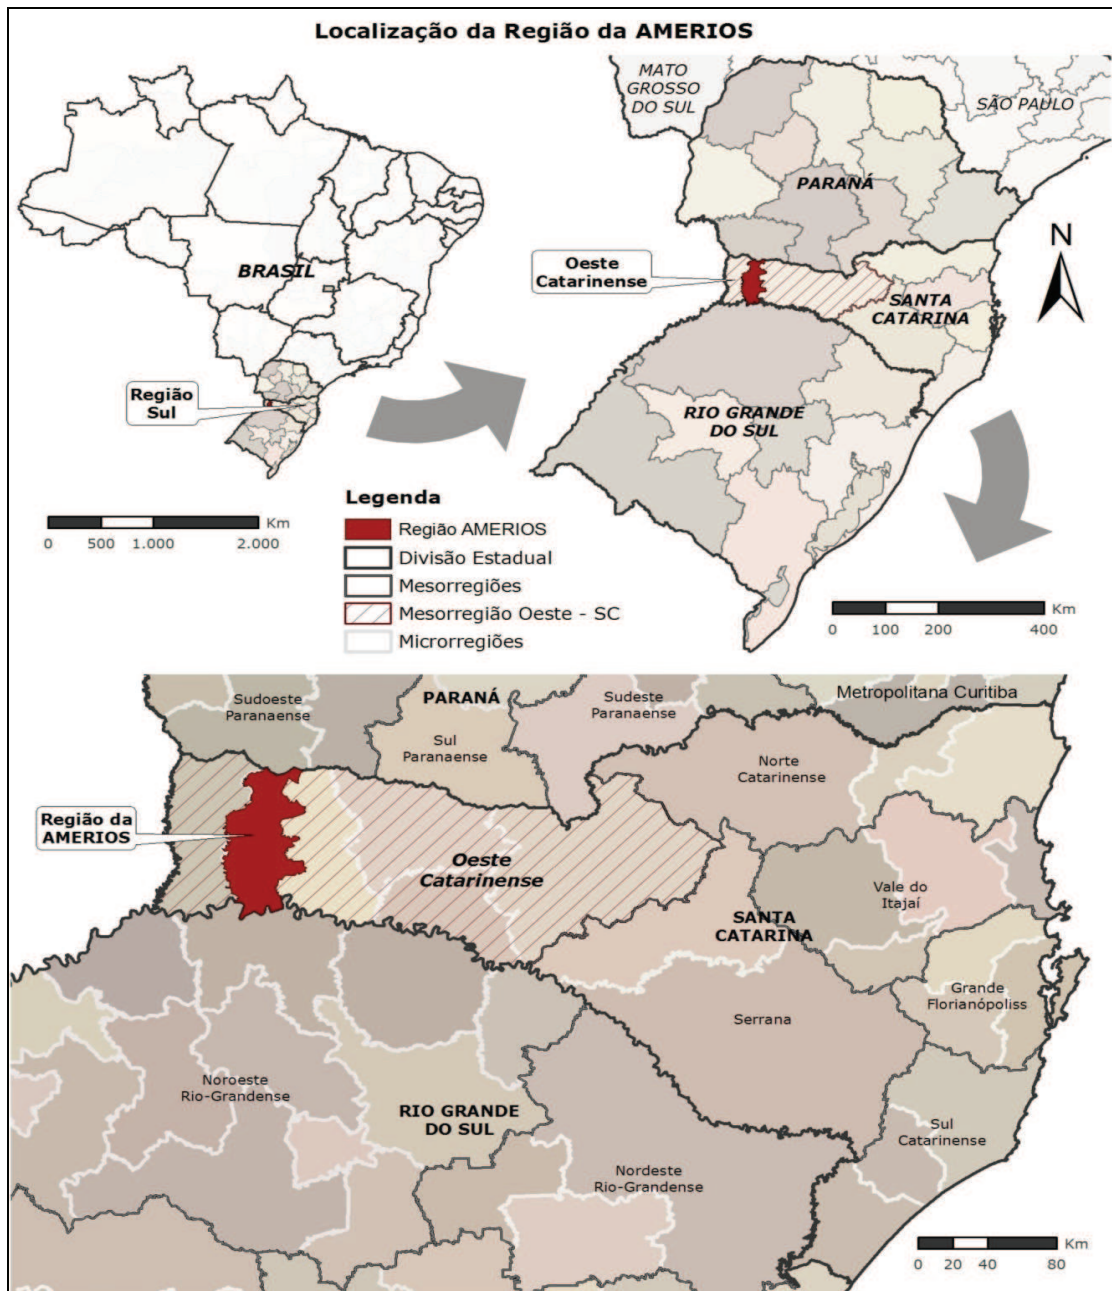 Localização da Região da AMERIOS
BRASIL
Região
Sul
0 500 1.000 2.000 Km
MATO
GROSSO
DO SUL
SÃO PAULO
PARANÁ
Oeste
Catarinense
SANTA
CATARINA
RIO GRANDE
DO SUL
N
0 100 200 400 Km
Legenda
Região AMERIOS
Divisão Estadual
Mesorregiões
Mesorregião Oeste - SC
Microrregiões
Sudoeste
Paranaense
PARANÁ
Sul
Paranaense
Sudeste
Paranaense
Metropolitana Curitiba
Norte
Catarinense
Região da
AMERIOS
Oeste
Catarinense
Vale do
Itajaí
SANTA
CATARINA
Grande
Florianópoliss
Serrana
Noroeste
Rio-Grandense
RIO GRANDE
DO SUL
Sul
Catarinense
Nordeste
Rio-Grandense
0 20 40 80 Km